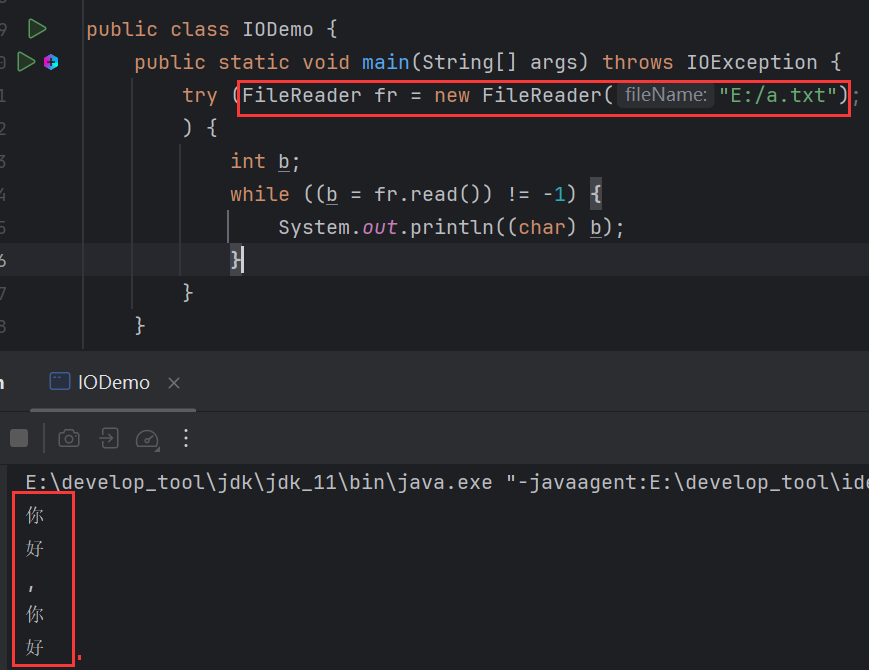 9 public class IODemo {
0 public static void main(String[] args) throws IOException {
1 try (FileReader fr = new FileReader( fileName: "E:/a.txt");
2 ) {
3 int b;
4 while ((b = fr.read()) != -1) {
5 System.out.println((char) b);
6 }
7 }
8 }
IODemo ×
E:\develop_tool\jdk\jdk_11\bin\java.exe "-javaagent:E:\develop_tool\ide
你
好
,
你
好